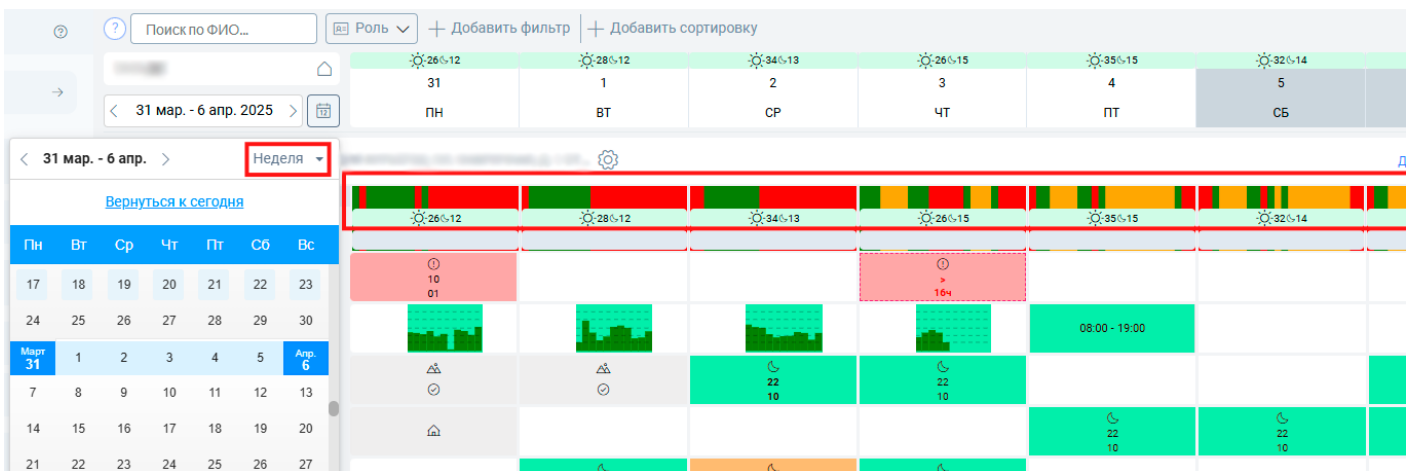 Поиск по ФИО...
Роль
Добавить фильтр
Добавить сортировку
31 мар. - 6 апр. 2025
12
26 12
28 12
34 13
26 15
35 15
32 14
31
1
2
3
4
5
ПН
ВТ
СР
ЧТ
ПТ
СБ
31 мар. - 6 апр.
Неделя
Вернуться к сегодня
Пн Вт Ср Чт Пт Сб Вс
17 18 19 20 21 22 23
24 25 26 27 28 29 30
Март
31 1 2 3 4 5 Апр.
6
7 8 9 10 11 12 13
14 15 16 17 18 19 20
21 22 23 24 25 26 27
Д
26 12
28 12
34 13
26 15
35 15
32 14
10
01
»
16ч
08:00 - 19:00
22
10
22
10
22
10
22
10